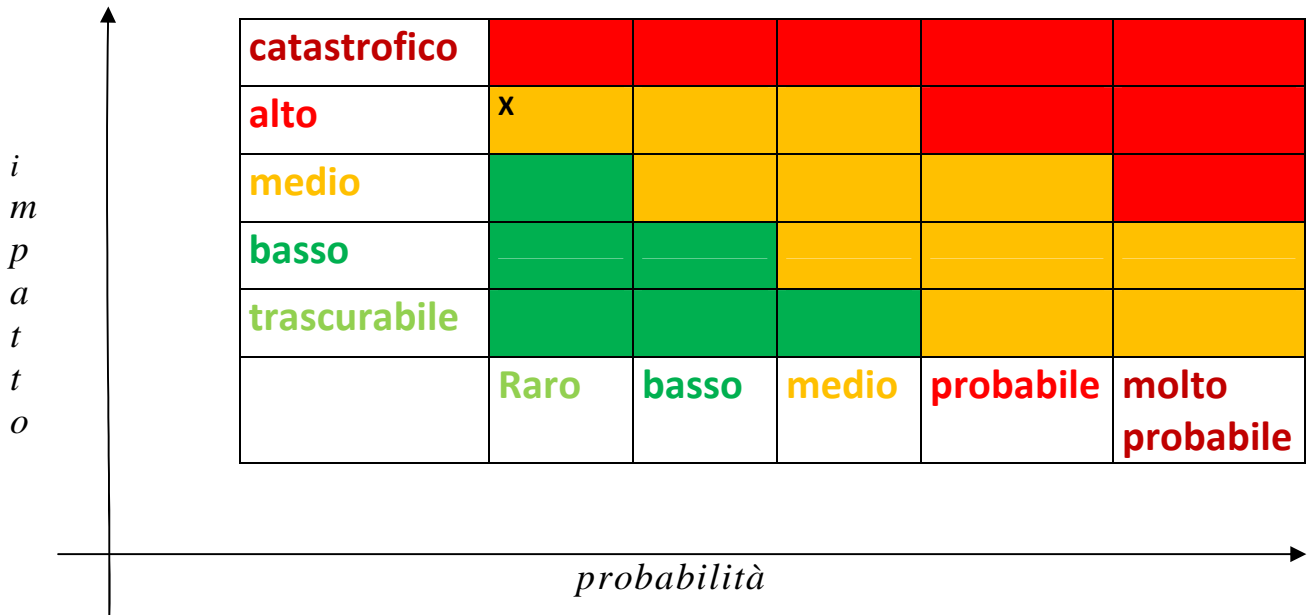 catastrofico
alto X
medio
basso
trascurabile
Raro basso medio probabile molto
probabile
i
m
p
a
t
t
o
probabilità